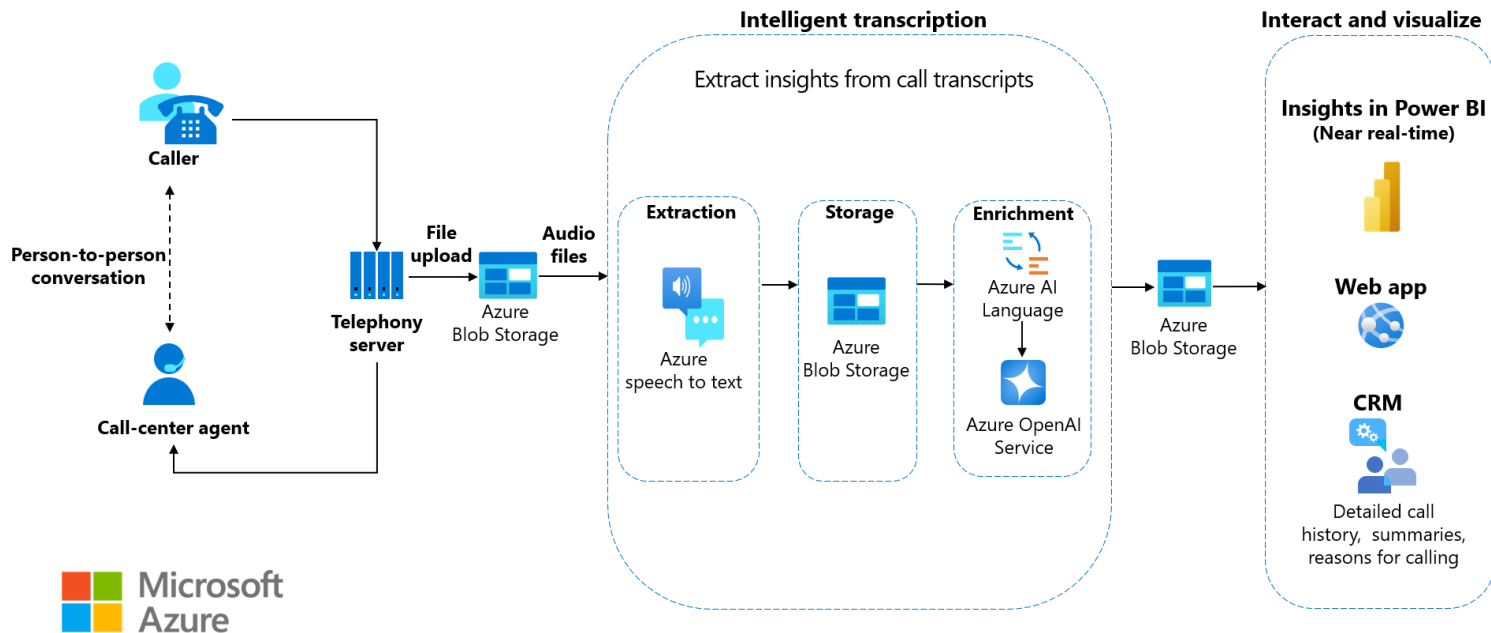 Intelligent transcription
Interact and visualize
Extract insights from call transcripts
Caller
Person-to-person
conversation
Call-center agent
Telephony
server
File
upload
Azure
Blob Storage
Audio
files
Extraction
Azure
speech to text
Storage
Azure
Blob Storage
Enrichment
Azure AI
Language
Azure OpenAI
Service
Azure
Blob Storage
Insights in Power BI
(Near real-time)
Web app
CRM
Detailed call
history, summaries,
reasons for calling
Microsoft
Azure